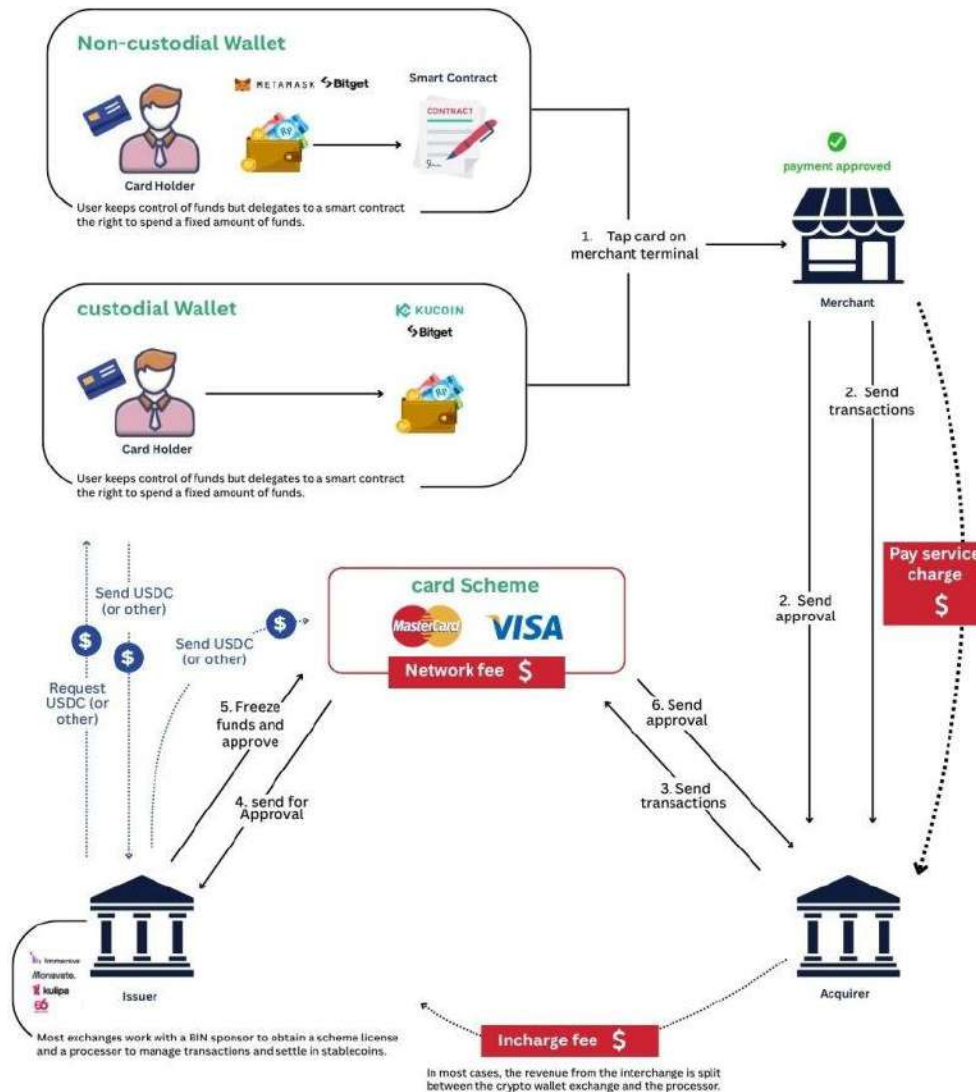 Non-custodial Wallet
METAMASK Bitget
Smart Contract
CONTRACT
RP
Card Holder
User keeps control of funds but delegates to a smart contract
the right to spend a fixed amount of funds.
payment approved
1. Tap card on
merchant terminal
Merchant
custodial Wallet
KUCOIN
Bitget
RP
Card Holder
User keeps control of funds but delegates to a smart contract
the right to spend a fixed amount of funds.
2. Send
transactions
Pay service
charge
$
2. Send
approval
Send USDC
(or other)
$
$
Request
USDC (or
other)
Send USDC
(or other)
$
card Scheme
MasterCard VISA
Network fee $
5. Freeze
funds and
approve
4. send for
Approval
6. Send
approval
3. Send
transactions
Immersve
Monavate.
kulipa
Issuer
Acquirer
Most exchanges work with a BIN sponsor to obtain a scheme license
and a processor to manage transactions and settle in stablecoins.
Incharge fee $
In most cases, the revenue from the interchange is split
between the crypto wallet exchange and the processor.